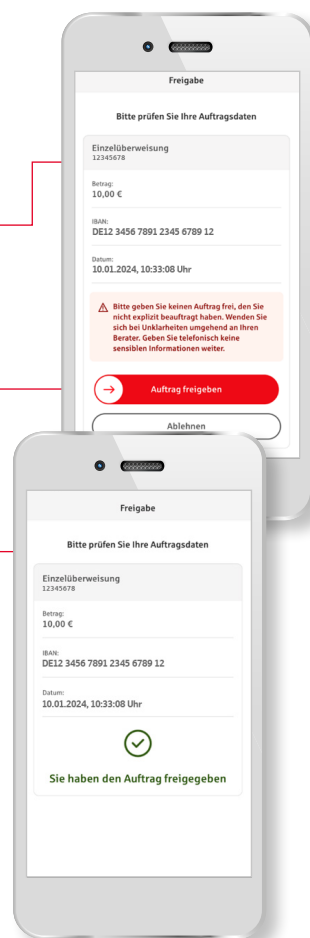 Freigabe
Bitte prüfen Sie Ihre Auftragsdaten
Einzelüberweisung
12345678
Betrag:
10,00 €
IBAN:
DE12 3456 7891 2345 6789 12
Datum:
10.01.2024, 10:33:08 Uhr
Bitte geben Sie keinen Auftrag frei, den Sie
nicht explizit beauftragt haben. Wenden Sie
sich bei Unklarheiten umgehend an Ihren
Berater. Geben Sie telefonisch keine
sensiblen Informationen weiter.
Auftrag freigeben
Ablehnen
Freigabe
Bitte prüfen Sie Ihre Auftragsdaten
Einzelüberweisung
12345678
Betrag:
10,00 €
IBAN:
DE12 3456 7891 2345 6789 12
Datum:
10.01.2024, 10:33:08 Uhr
Sie haben den Auftrag freigegeben